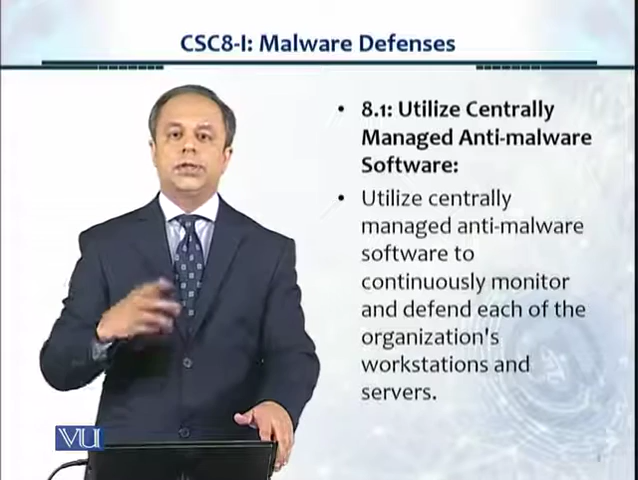 CSC8-I: Malware Defenses
• 8.1: Utilize Centrally
Managed Anti-malware
Software:
• Utilize centrally
managed anti-malware
software to
continuously monitor
and defend each of the
organization's
workstations and
servers.
VU